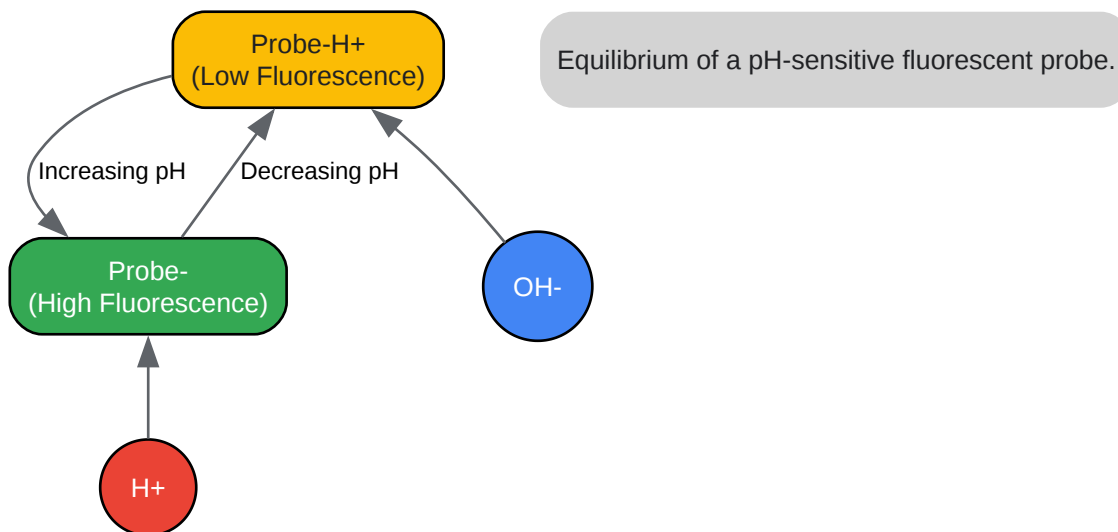 Probe-H+
(Low Fluorescence)
Equilibrium of a pH-sensitive fluorescent probe.
Increasing pH
Decreasing pH
Probe-
(High Fluorescence)
OH-
H+